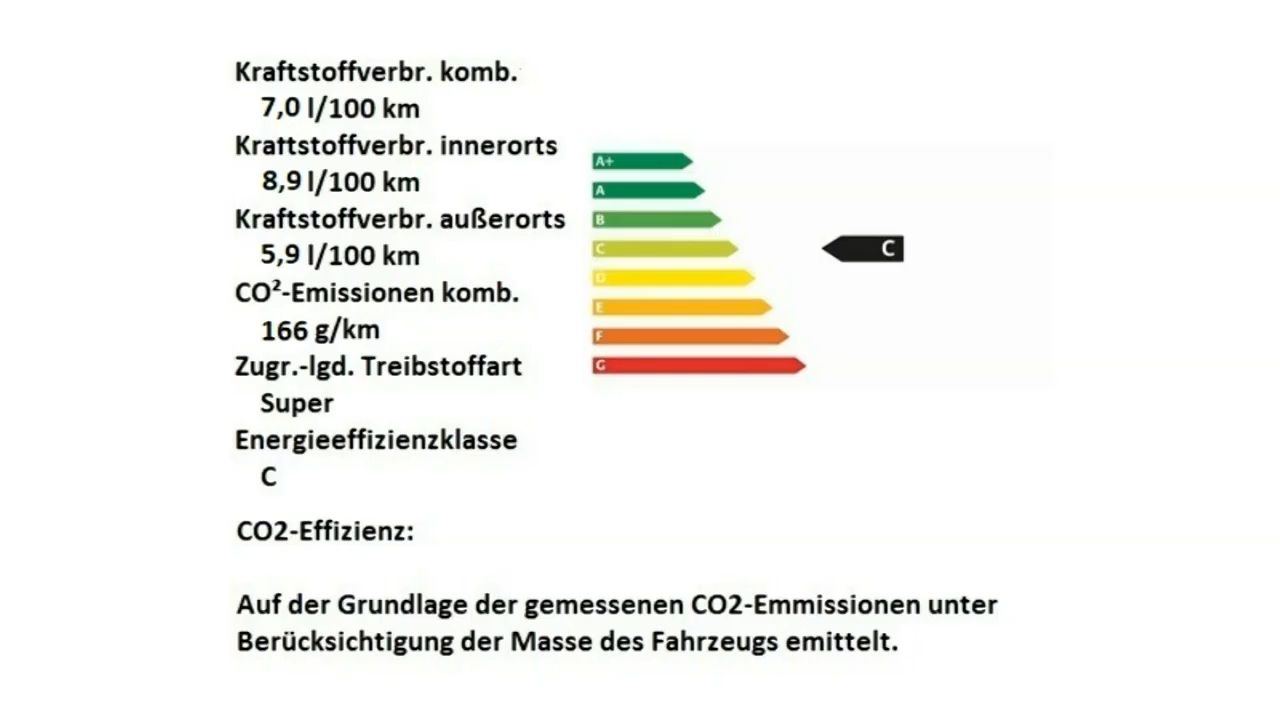 Kraftstoffverbr. komb.
7,0 l/100 km
Kraftstoffverbr. innerorts
8,9 l/100 km
Kraftstoffverbr. außerorts
5,9 l/100 km
CO²-Emissionen komb.
166 g/km
Zugr.-lgd. Treibstoffart
Super
Energieeffizienzklasse
C
A+
A
B
C
D
E
F
G
C
CO2-Effizienz:
Auf der Grundlage der gemessenen CO2-Emmissionen unter
Berücksichtigung der Masse des Fahrzeugs emittelt.